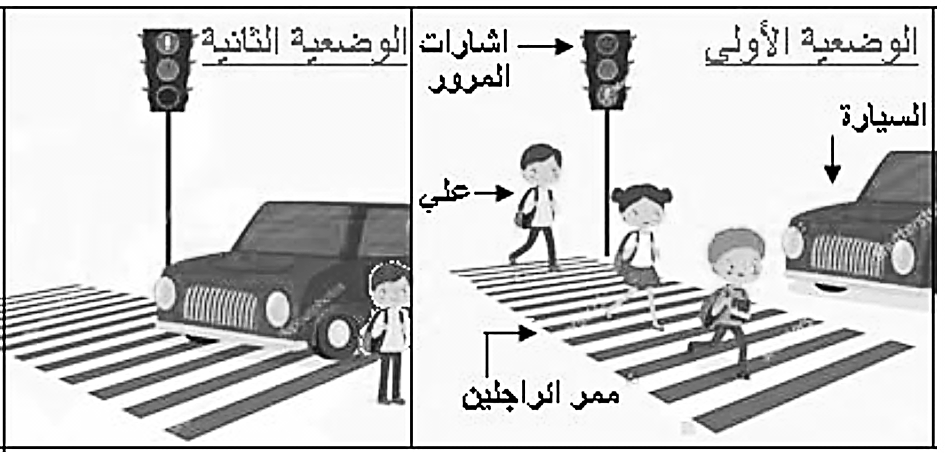 الوضعية الأولى
اشارات
المرور
السيارة
علي
ممر الراجلين
الوضعية الثانية